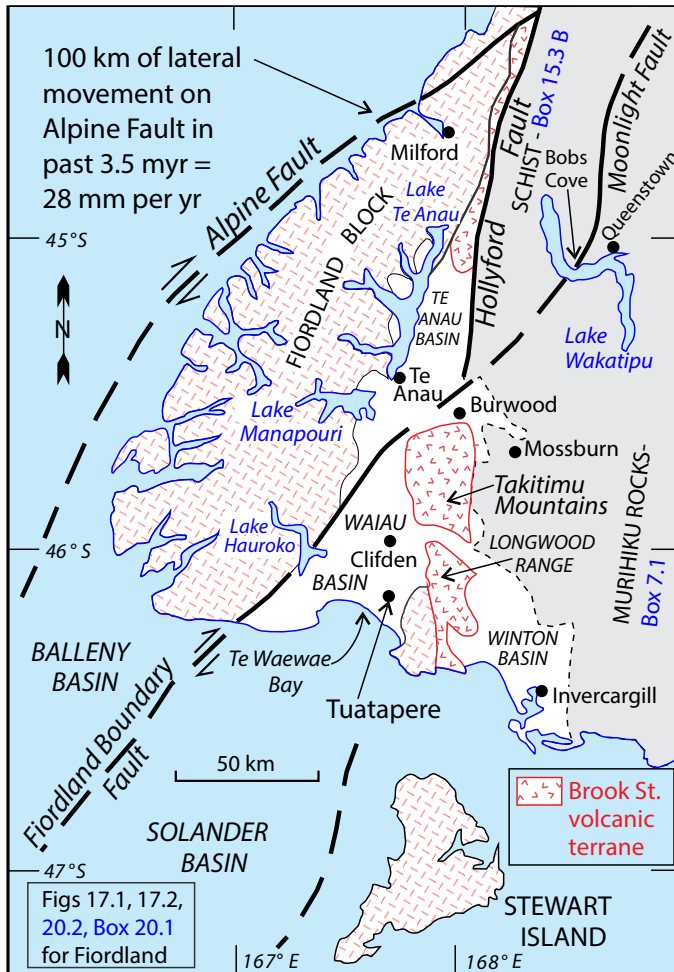 100 km of lateral
movement on
Alpine Fault in
past 3.5 myr =
28 mm per yr
Alpine Fault
Milford
Fault
SCHIST - Box 15.3 B
Moonlight Fault
Bobs
Cove
Queenstown
Lake
Te Anau
45°S
FIORDLAND BLOCK
Hollyford
N
TE
ANAU
BASIN
Lake
Wakatipu
Te
Anau
Lake
Manapouri
Burwood
Mossburn
Takitimu
Mountains
MURIHIKU ROCKS-
Box 7.1
Lake
Hauroko
WAIAU
Clifden
BASIN
LONGWOOD
RANGE
46°S
BALLENY
BASIN
Te Waewae
Bay
WINTON
BASIN
Tuatapere
Invercargill
Fiordland Boundary
Fault
50 km
SOLANDER
BASIN
Brook St.
volcanic
terrane
47°S
Figs 17.1, 17.2,
20.2, Box 20.1
for Fiordland
STEWART
ISLAND
167° E
168° E